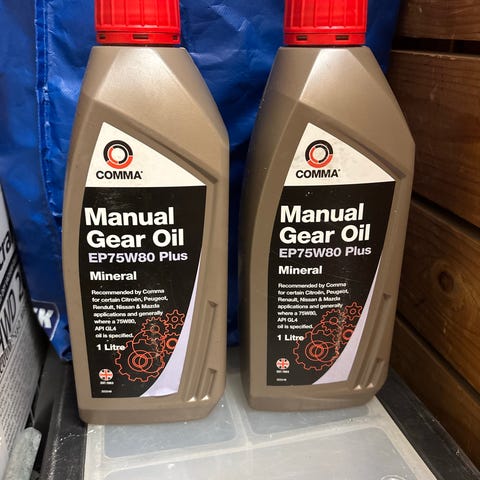 COMMA
Manual
Gear Oil
EP75W80 Plus
Mineral
Recommended by Comma
for certain Citroën, Peugeot,
Renault, Nissan & Mazda
applications and generally
where a 75W80,
API GL4
oil is specified.
1 Litre
COMMA
Manual
Gear Oil
EP75W80 Plus
Mineral
Recommended by Comma
for certain Citroën, Peugeot,
Renault, Nissan & Mazda
applications and generally
where a 75W80,
API GL4
oil is specified.
1 Litre